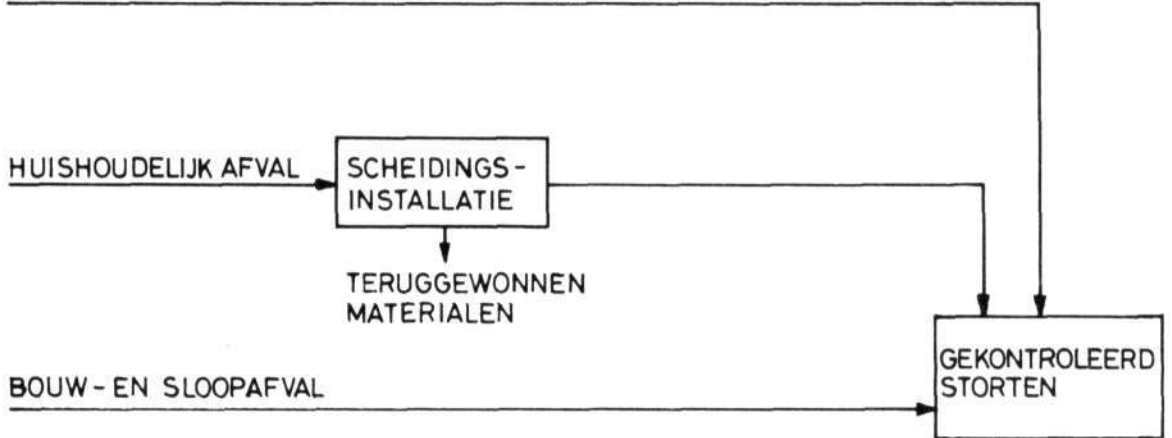 HUISHOUDELIJK AFVAL
SCHEIDINGS-
INSTALLATIE
TERUGGEWONNEN
MATERIALEN
GEKONTROLEERD
STORTEN
BOUW- EN SLOOPAFVAL